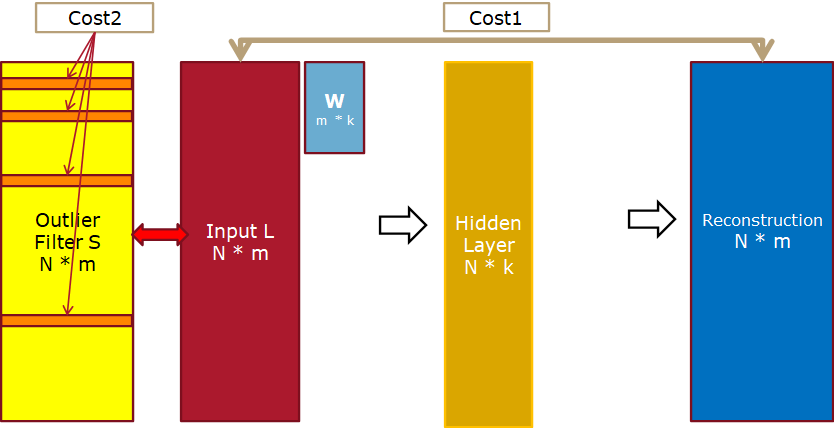 Cost2
Cost1
W
m * k
Outlier
Filter S
N * m
Input L
N * m
Hidden
Layer
N * k
Reconstruction
N * m